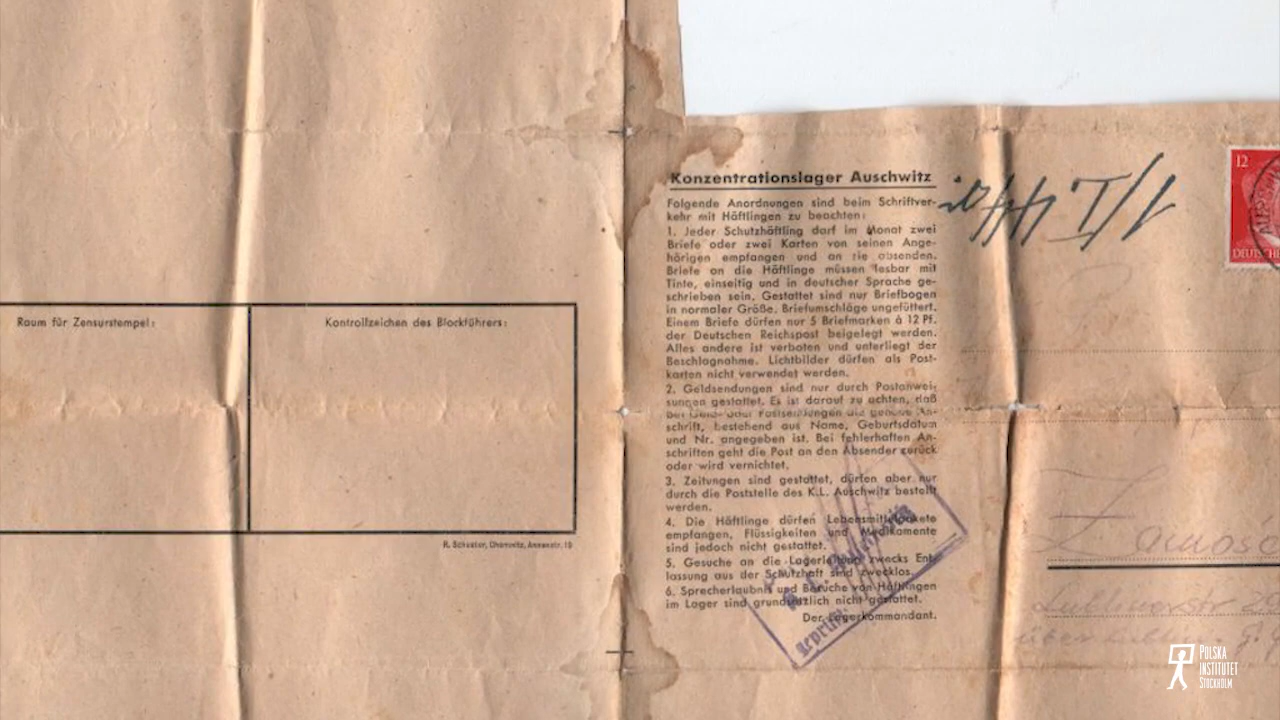 Raum für Zensurstempel:
Kontrollzeichen des Blockführers:
R. Schuster, Chemnitz, Annenstr. 19
Konzentrationslager Auschwitz
Folgende Anordnungen sind beim Schriftver-
kehr mit Häftlingen zu beachten:
1. Jeder Schutzhäftling darf im Monat zwei
Briefe oder zwei Karten von seinen Ange-
hörigen empfangen und an sie absenden.
Briefe an die Häftlinge müssen lesbar mit
Tinte, einseitig und in deutscher Sprache ge-
schrieben sein. Gestattet sind nur Briefbogen
in normaler Größe. Briefumschläge ungefüttert.
Einem Briefe dürfen nur 5 Briefmarken à 12 Pf.
der Deutschen Reichspost beigelegt werden.
Alles andere ist verboten und unterliegt der
Beschlagnahme. Lichtbilder dürfen als Post-
karten nicht verwendet werden.
2. Geldsendungen sind nur durch Postanwei-
sungen gestattet. Es ist darauf zu achten, daß
bei Geld- oder Postsendungen die genaue An-
schrift, bestehend aus Name, Geburtsdatum
und Nr. angegeben ist. Bei fehlerhaften An-
schriften geht die Post an den Absender zurück
oder wird vernichtet.
3. Zeitungen sind gestattet, dürfen aber nur
durch die Poststelle des K.L. Auschwitz bestellt
werden.
4. Die Häftlinge dürfen Lebensmittelpakete
empfangen, Flüssigkeiten und Medikamente
sind jedoch nicht gestattet.
5. Gesuche an die Lagerleitung zwecks Ent-
lassung aus der Schutzhaft sind zwecklos.
6. Sprecherlaubnis und Besuche von Häftlingen
im Lager sind grundsätzlich nicht gestattet.
Der Lagerkommandant.
12
DEUTSCHE
Zamosc
POLSKA
INSTITUTET
STOCKHOLM